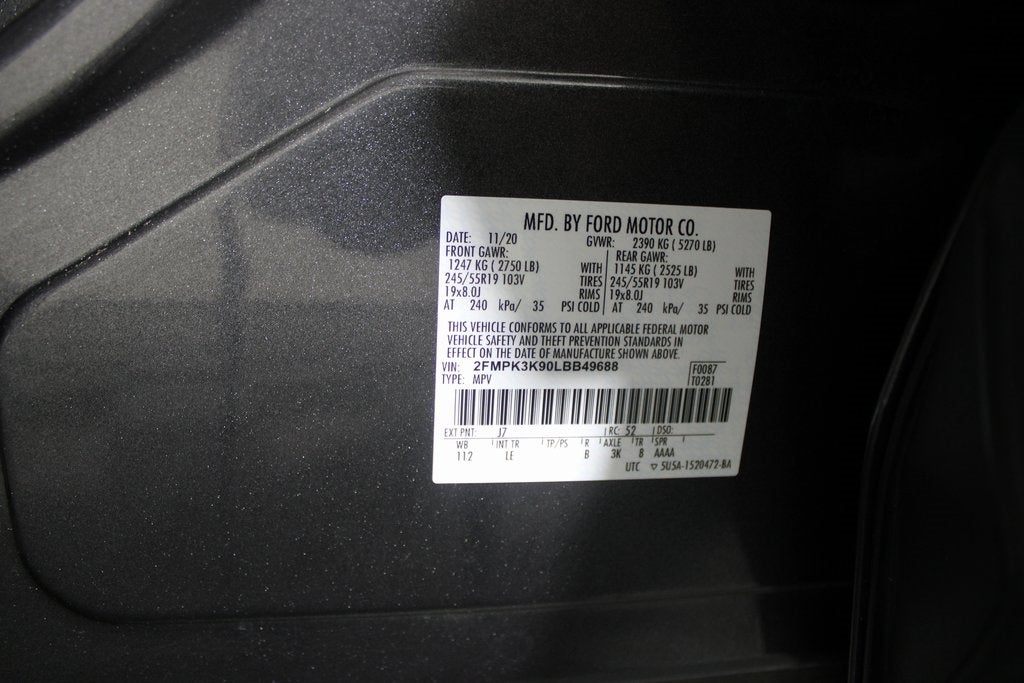 MFD. BY FORD MOTOR CO.
DATE: 11/20 GVWR: 2390 KG ( 5270 LB)
FRONT GAWR: REAR GAWR:
1247 KG ( 2750 LB) WITH 1145 KG ( 2525 LB) WITH
245/55R19 103V TIRES 245/55R19 103V TIRES
19x8.0J RIMS 19x8.0J RIMS
AT 240 kPa/ 35 PSI COLD AT 240 kPa/ 35 PSI COLD
THIS VEHICLE CONFORMS TO ALL APPLICABLE FEDERAL MOTOR
VEHICLE SAFETY AND THEFT PREVENTION STANDARDS IN
EFFECT ON THE DATE OF MANUFACTURE SHOWN ABOVE.
VIN: 2FMPK3K90LBB49688 F0087
TYPE: MPV T0281
EXT PNT: J7 RC: 52 DSO:
WB INT TR TP/PS R AXLE TR SPR
112 LE B 3K 8 AAAA
UTC ▽ 5U5A-1520472-BA